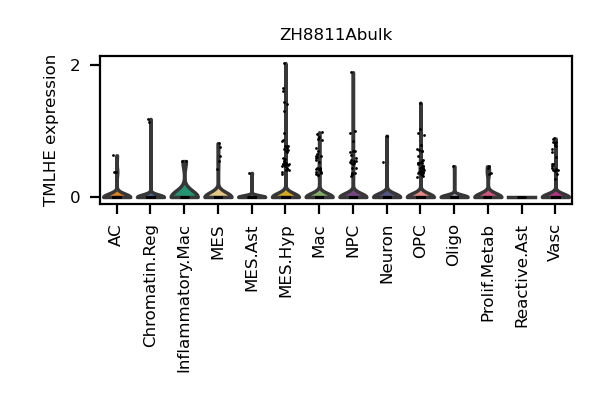 ZH8811Abulk
TMLHE expression
2
0
AC
Chromatin.Reg
Inflammatory.Mac
MES
MES.Ast
MES.Hyp
Mac
NPC
Neuron
OPC
Oligo
Prolif.Metab
Reactive.Ast
Vasc